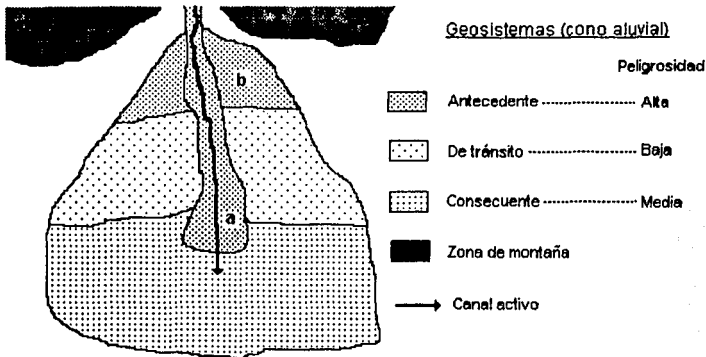 Geosistemas (cono aluvial)
Peligrosidad
b
Antecedente ---------------- Alta
De tránsito ------------------- Baja
Consecuente ---------------- Media
a
Zona de montaña
Canal activo